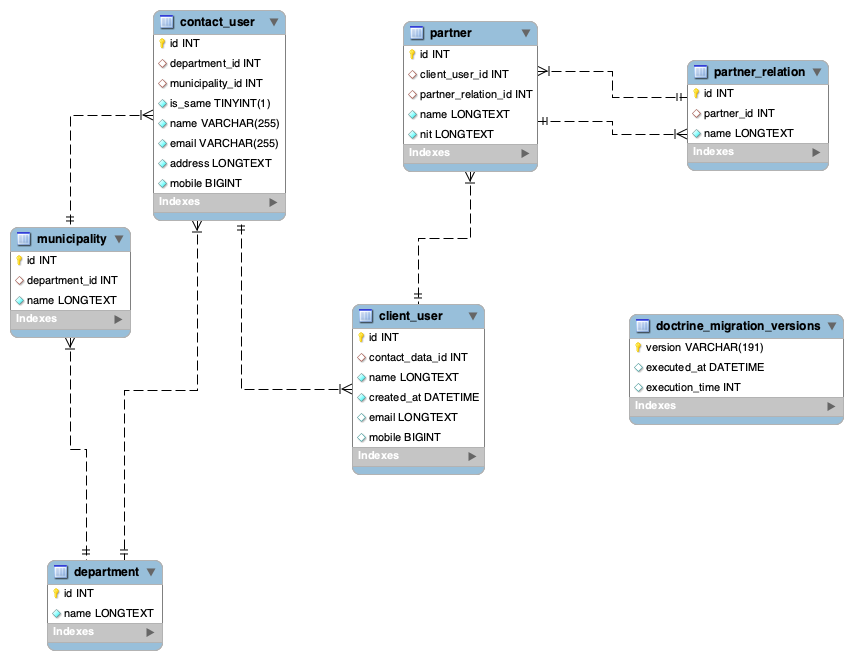 contact_user
id INT
department_id INT
municipality_id INT
is_same TINYINT(1)
name VARCHAR(255)
email VARCHAR(255)
address LONGTEXT
mobile BIGINT
Indexes
partner
id INT
client_user_id INT
partner_relation_id INT
name LONGTEXT
nit LONGTEXT
Indexes
partner_relation
id INT
partner_id INT
name LONGTEXT
Indexes
municipality
id INT
department_id INT
name LONGTEXT
Indexes
client_user
id INT
contact_data_id INT
name LONGTEXT
created_at DATETIME
email LONGTEXT
mobile BIGINT
Indexes
doctrine_migration_versions
version VARCHAR(191)
executed_at DATETIME
execution_time INT
Indexes
department
id INT
name LONGTEXT
Indexes